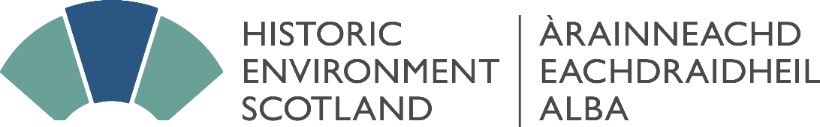 HISTORIC
ENVIRONMENT
SCOTLAND
ÀRAINNEACHD
EACHDRAIDHEIL
ALBA